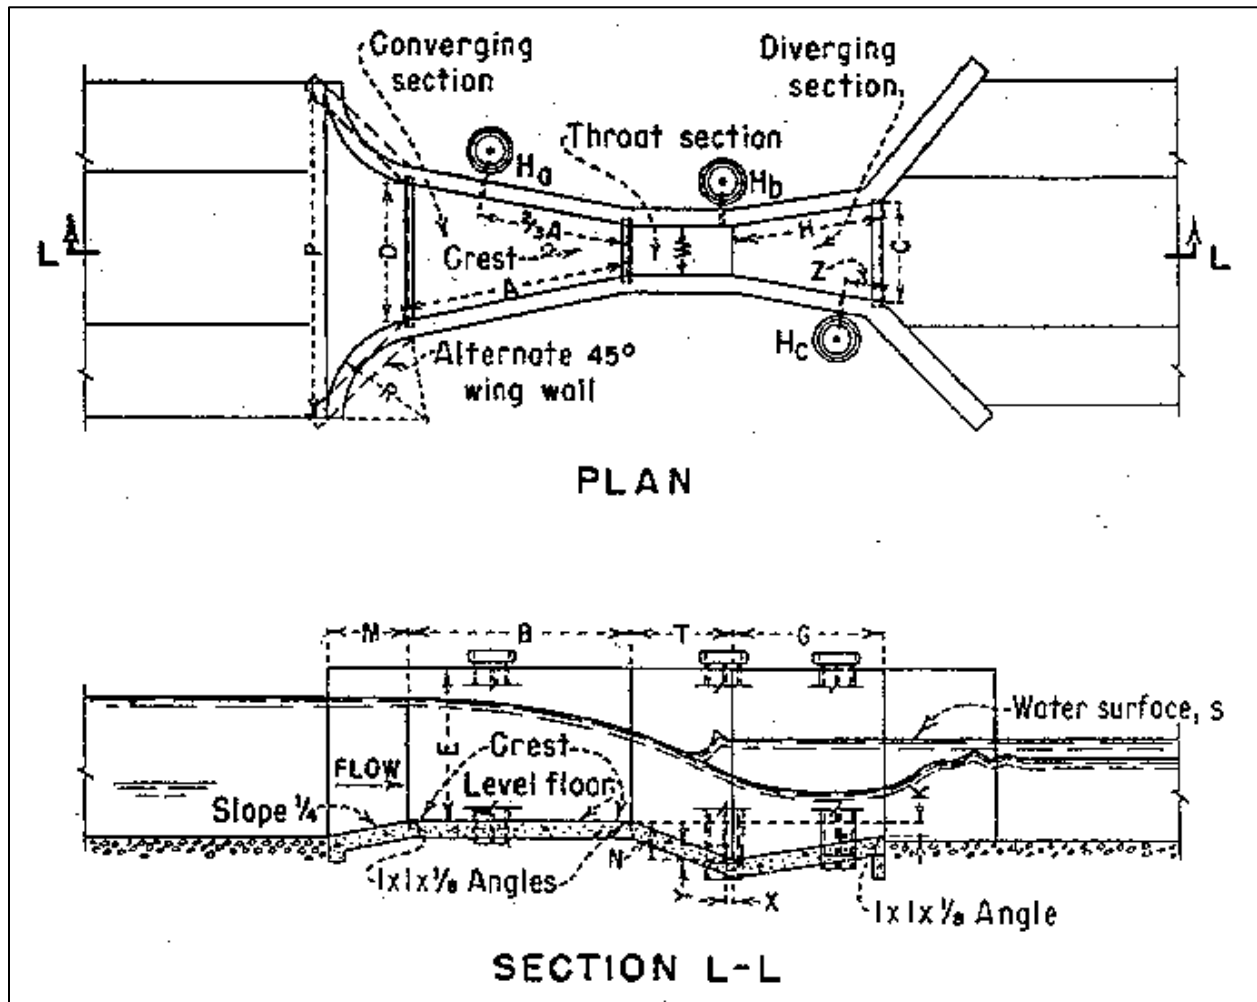 Converging
section
Diverging
section
Throat section
Ha
Hb
P
D
2/3A
H
W
C
L
L
Crest
Z
A
Hc
Alternate 45°
wing wall
R
PLAN
M
B
T
G
Water surface, S
E
Crest
FLOW
Level floor
Slope 1/4
N
1x1x1/8 Angles
Y
X
1x1x1/8 Angle
SECTION L-L